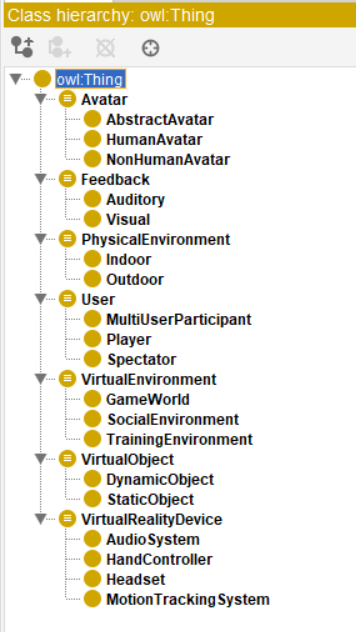 Class hierarchy: owl:Thing
owl:Thing
Avatar
AbstractAvatar
HumanAvatar
NonHumanAvatar
Feedback
Auditory
Visual
PhysicalEnvironment
Indoor
Outdoor
User
MultiUserParticipant
Player
Spectator
VirtualEnvironment
GameWorld
SocialEnvironment
TrainingEnvironment
VirtualObject
DynamicObject
StaticObject
VirtualRealityDevice
AudioSystem
HandController
Headset
MotionTrackingSystem